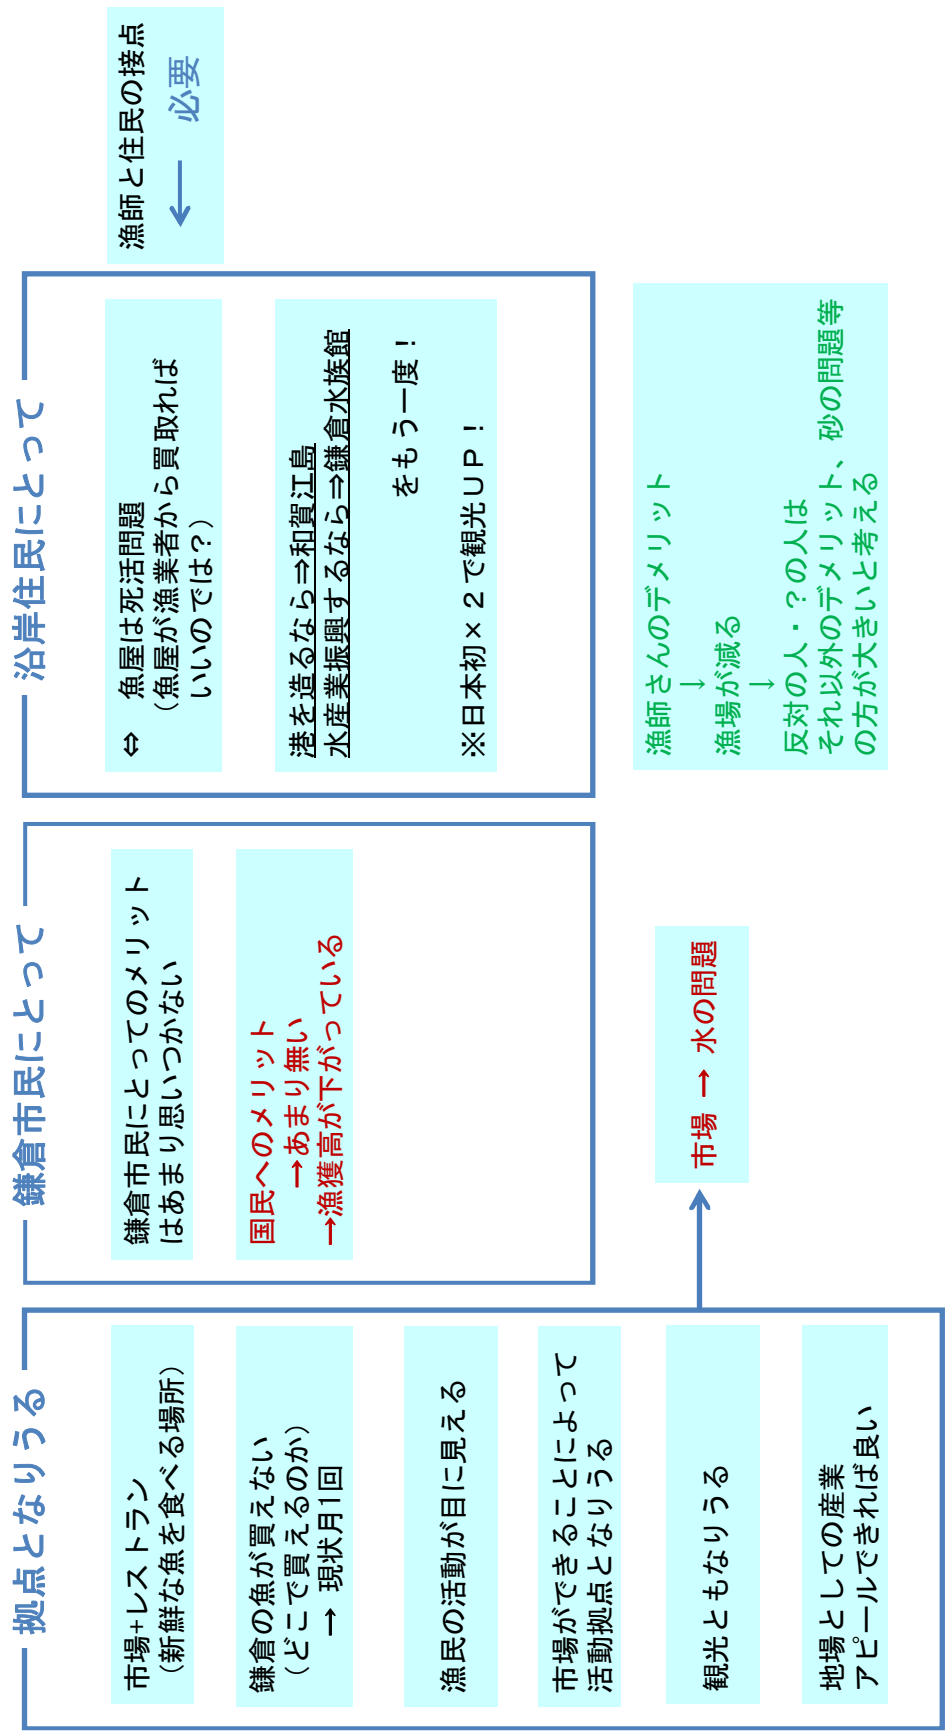 拠点となりうる
市場+レストラン
（新鮮な魚を食べる場所）
鎌倉の魚が買えない
（どこで買えるのか）
→ 現状月1回
漁民の活動が目に見える
市場ができることによって
活動拠点となりうる
観光ともなりうる
地場としての産業
アピールできれば良い
市場 → 水の問題
鎌倉市民にとって
鎌倉市民にとってのメリット
はあまり思いつかない
国民へのメリット
→あまり無い
→漁獲高が下がっている
沿岸住民にとって
⇔ 魚屋は死活問題
（魚屋が漁業者から買取れば
いいのでは？）
港を造るなら⇒和賀江島
水産業振興するなら⇒鎌倉水族館
をもう一度！
※日本初×２で観光ＵＰ！
漁師さんのデメリット
↓
漁場が減る
↓
反対の人・？の人は
それ以外のデメリット、砂の問題等
の方が大きいと考える
漁師と住民の接点
← 必要